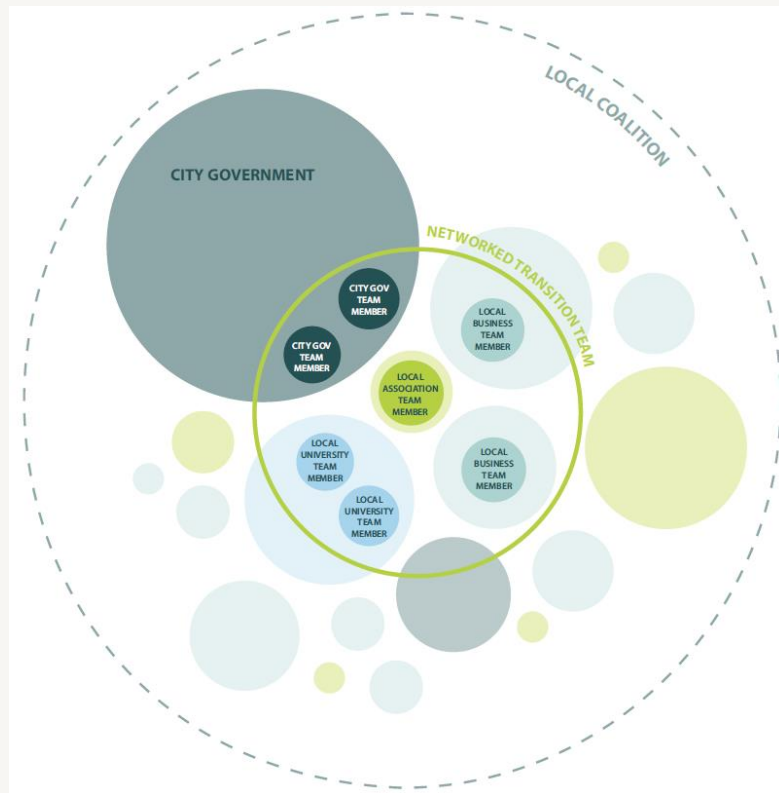 LOCAL COALITION
CITY GOVERNMENT
NETWORKED TRANSITION TEAM
CITY GOV
TEAM
MEMBER
CITY GOV
TEAM
MEMBER
LOCAL
BUSINESS
TEAM
MEMBER
LOCAL
ASSOCIATION
TEAM
MEMBER
LOCAL
UNIVERSITY
TEAM
MEMBER
LOCAL
BUSINESS
TEAM
MEMBER
LOCAL
UNIVERSITY
TEAM
MEMBER